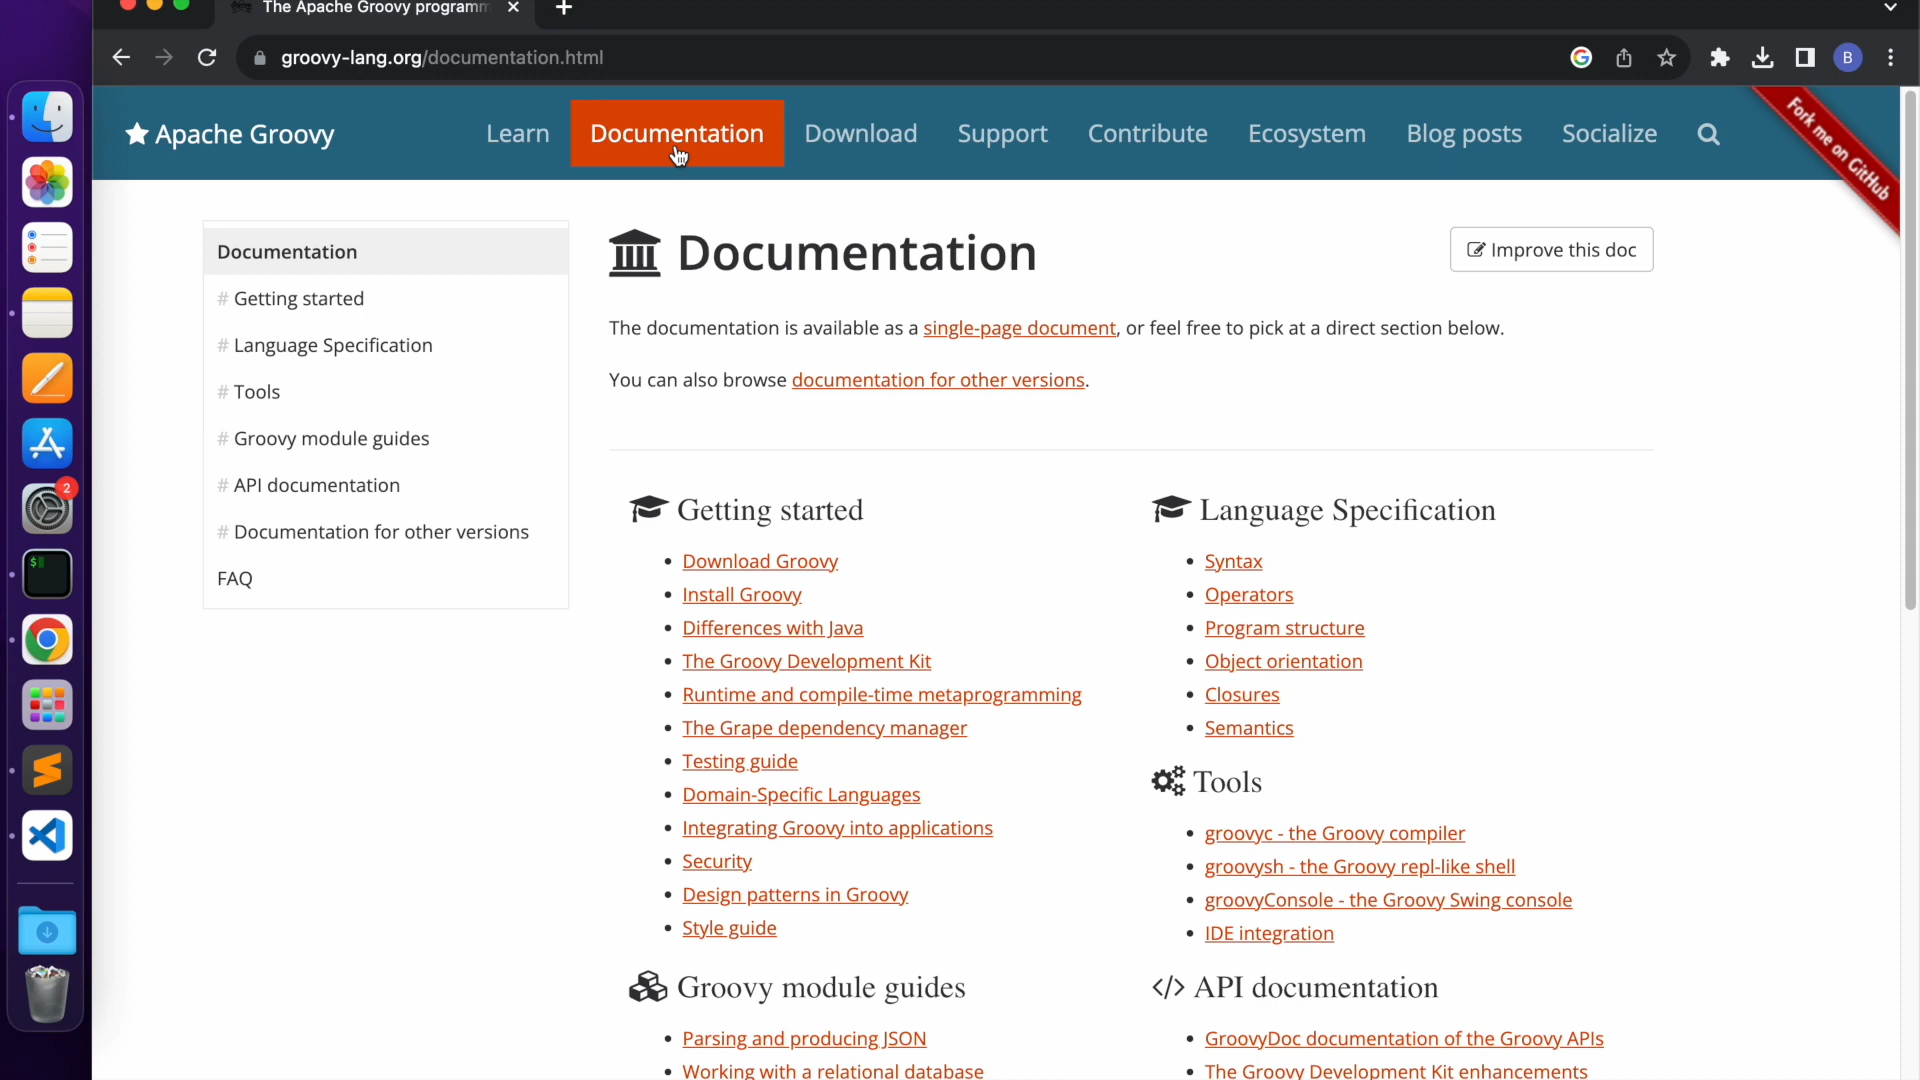 The Apache Groovy programm
groovy-lang.org/documentation.html
B
Apache Groovy
Learn
Documentation
Download
Support
Contribute
Ecosystem
Blog posts
Socialize
Fork me on GitHub
Documentation
# Getting started
# Language Specification
# Tools
# Groovy module guides
# API documentation
# Documentation for other versions
FAQ
Documentation
Improve this doc
The documentation is available as a single-page document, or feel free to pick at a direct section below.
You can also browse documentation for other versions.
Getting started
• Download Groovy
• Install Groovy
• Differences with Java
• The Groovy Development Kit
• Runtime and compile-time metaprogramming
• The Grape dependency manager
• Testing guide
• Domain-Specific Languages
• Integrating Groovy into applications
• Security
• Design patterns in Groovy
• Style guide
Groovy module guides
• Parsing and producing JSON
• Working with a relational database
Language Specification
• Syntax
• Operators
• Program structure
• Object orientation
• Closures
• Semantics
Tools
• groovyc - the Groovy compiler
• groovysh - the Groovy repl-like shell
• groovyConsole - the Groovy Swing console
• IDE integration
</> API documentation
• GroovyDoc documentation of the Groovy APIs
• The Groovy Development Kit enhancements
2
$